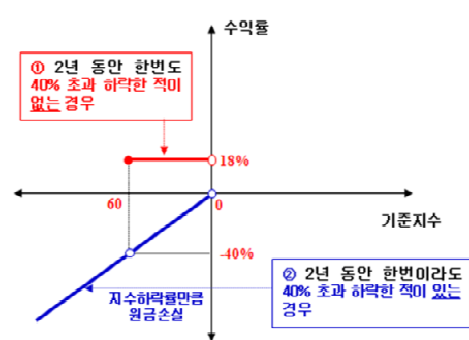 수익률
① 2년 동안 한번도
40% 초과 하락한 적이
없는 경우
18%
60
0
기준지수
-40%
지수하락률만큼
원금손실
② 2년 동안 한번이라도
40% 초과 하락한 적이 있는
경우